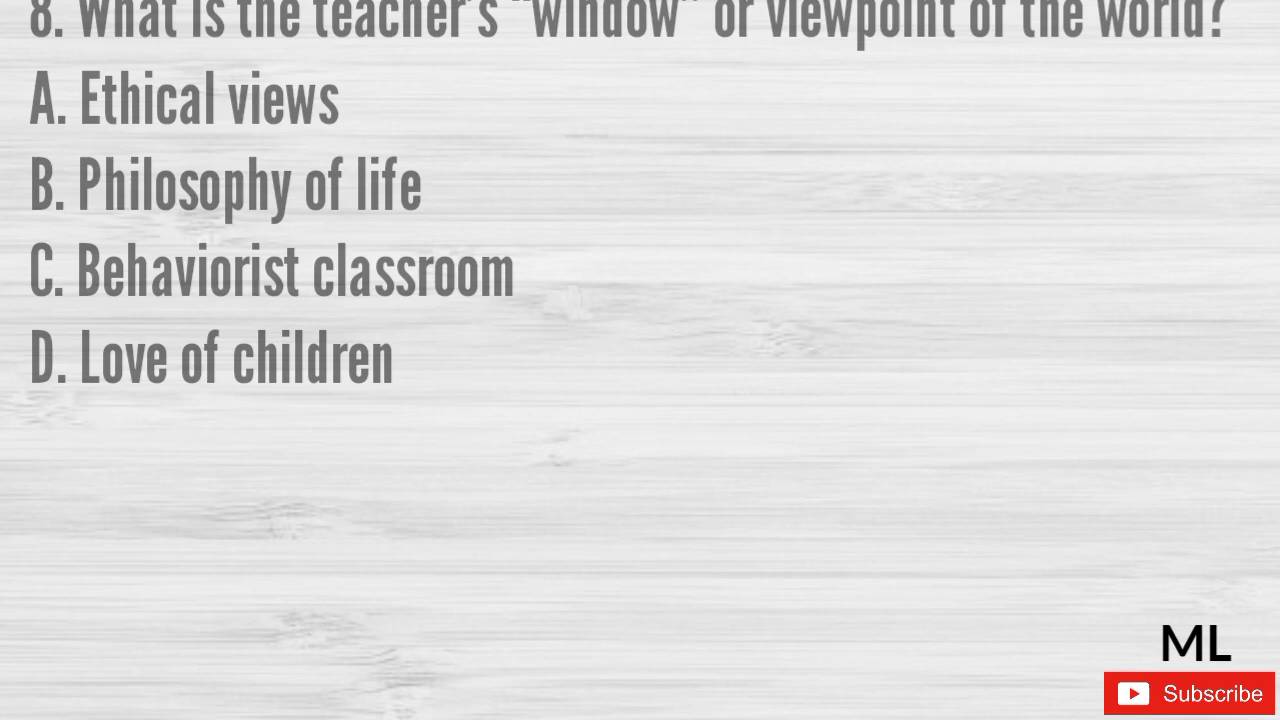 8. What is the teacher's "window" or viewpoint of the world?
A. Ethical views
B. Philosophy of life
C. Behaviorist classroom
D. Love of children
ML
Subscribe